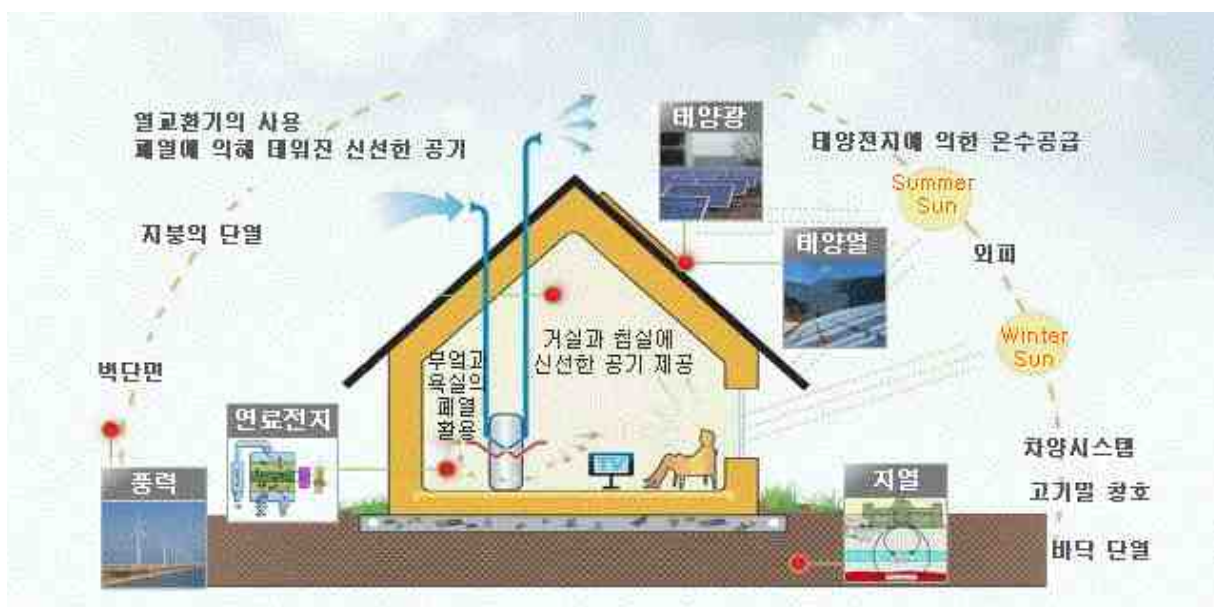 열교환기의 사용
폐열에 의해 데워진 신선한 공기
지붕의 단열
벽단면
태양광
태양전지에 의한 온수공급
Summer
Sun
태양열
외피
Winter
Sun
거실과 침실에
신선한 공기 제공
부엌과
욕실의
폐열
활용
연료전지
풍력
TV
지열
차양시스템
고기밀 창호
바닥 단열